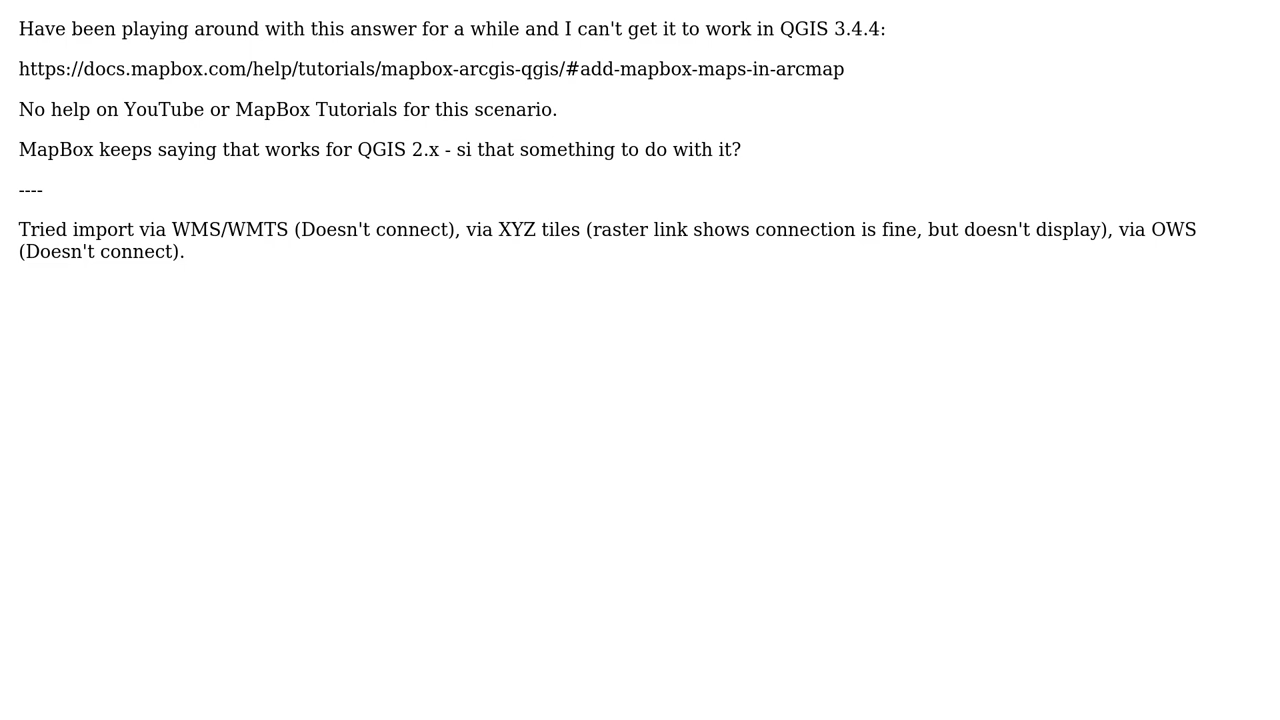 Have been playing around with this answer for a while and I can't get it to work in QGIS 3.4.4:
https://docs.mapbox.com/help/tutorials/mapbox-arcgis-qgis/#add-mapbox-maps-in-arcmap
No help on YouTube or MapBox Tutorials for this scenario.
MapBox keeps saying that works for QGIS 2.x - si that something to do with it?
----
Tried import via WMS/WMTS (Doesn't connect), via XYZ tiles (raster link shows connection is fine, but doesn't display), via OWS
(Doesn't connect).